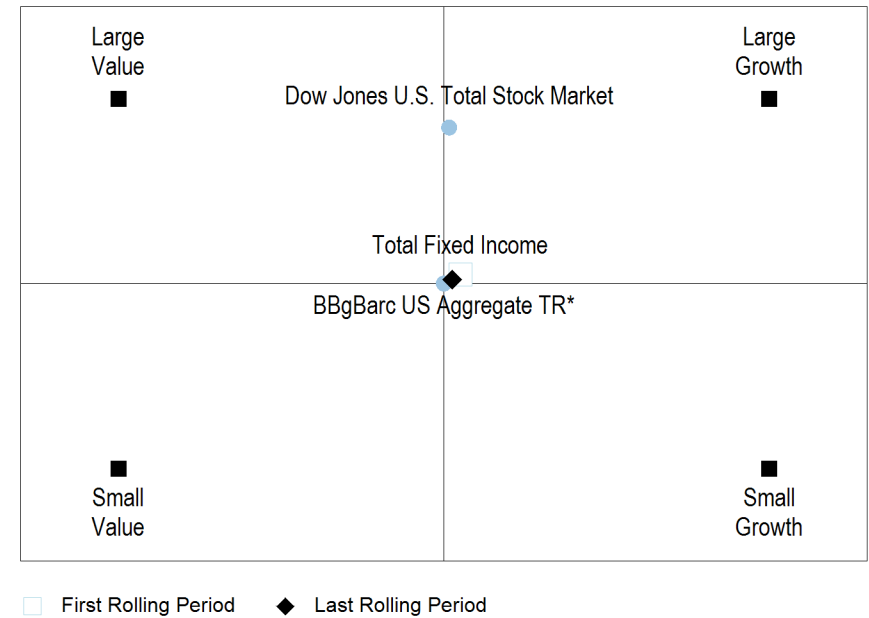 Large
Value
Large
Growth
Dow Jones U.S. Total Stock Market
Total Fixed Income
BBgBarc US Aggregate TR*
Small
Value
Small
Growth
First Rolling Period
Last Rolling Period